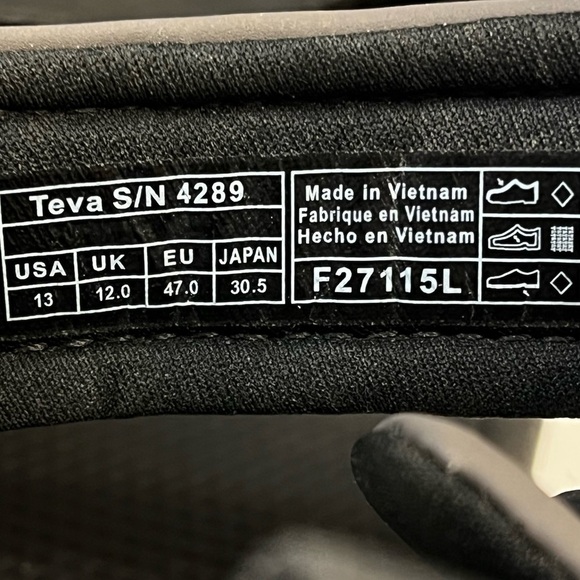 Teva S/N 4289
USA UK EU JAPAN
13 12.0 47.0 30.5
Made in Vietnam
Fabrique en Vietnam
Hecho en Vietnam
F27115L